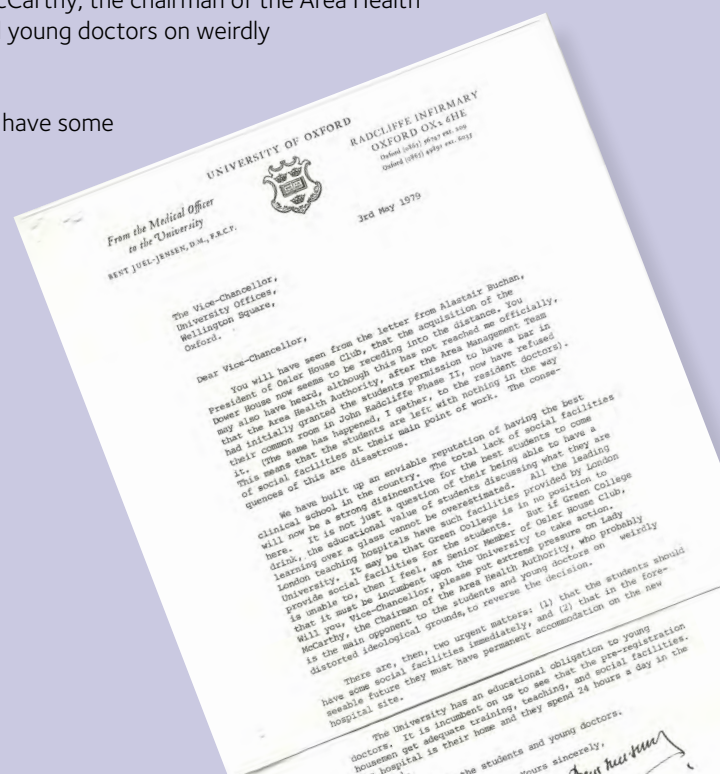 cCarthy, the chairman of the Area Health
l young doctors on weirdly
have some
UNIVERSITY OF OXFORD
RADCLIFFE INFIRMARY
OXFORD OX2 6HE
From the Medical Officer
to the University
BENT JUEL-JENSEN, D.M., F.R.C.P.
3rd May 1979
The Vice-Chancellor,
University Offices,
Wellington Square,
Oxford.
Dear Vice-Chancellor,
You will have seen from the letter from Alastair Buchan,
President of Osler House Club, that the acquisition of the
Dower House now seems to be receding into the distance. You
may also have heard, although this has not reached me officially,
that the Area Health Authority, after the Area Management Team
had initially granted the students permission to have a bar in
their common room in John Radcliffe Phase II, now have refused
it. (The same has happened, I gather, to the resident doctors).
This means that the students are left with nothing in the way
of social facilities at their main point of work. The conse-
quences of this are disastrous.
We have built up an enviable reputation of having the best
clinical school in the country. The total lack of social facilities
will now be a strong disincentive for the best students to come
here. It is not just a question of their being able to have a
drink, the educational value of students discussing what they are
learning over a glass cannot be overestimated. All the leading
London teaching hospitals have such facilities provided by London
University. It may be that Green College is in no position to
provide social facilities for the students. But if Green College
is unable to, then I feel, as Senior Member of Osler House Club,
that it must be incumbent upon the University to take action.
Will you, Vice-Chancellor, please put extreme pressure on Lady
McCarthy, the Chairman of the Area Health Authority, who probably
is the main opponent to the students and young doctors on weirdly
distorted ideological grounds, to reverse the decision.
There are, then, two urgent matters: (1) that the students should
have some social facilities immediately, and (2) that in the fore-
seeable future they must have permanent accommodation on the new
hospital site.
The University has an educational obligation to young
doctors. It is incumbent on us to see that the pre-registration
housemen get adequate training, teaching, and social facilities.
hospital is their home and they spend 24 hours a day in the
the students and young doctors.
ours sincerely,